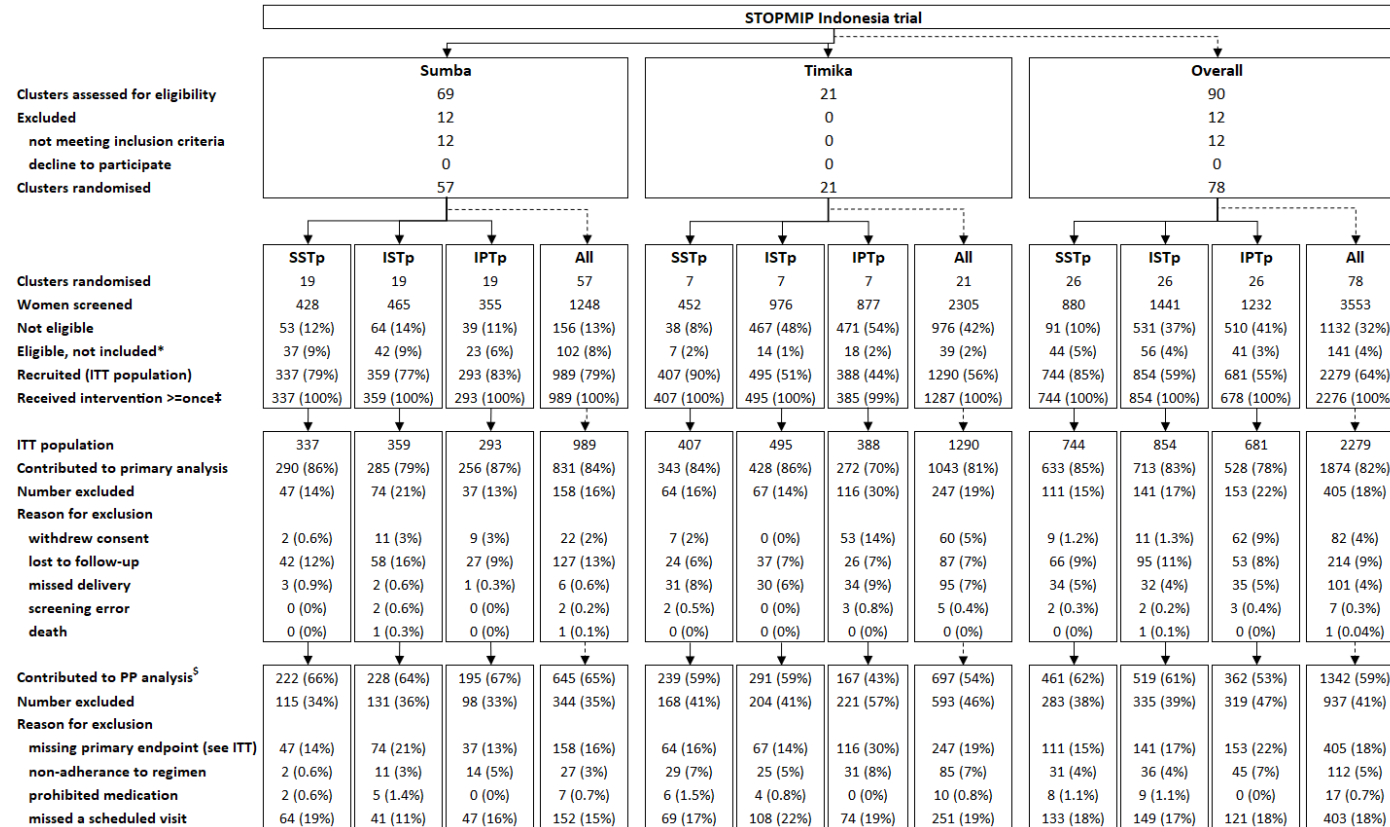 STOPMIP Indonesia trial
Sumba Timika Overall
Clusters assessed for eligibility 69 21 90
Excluded 12 0 12
not meeting inclusion criteria 12 0 12
decline to participate 0 0 0
Clusters randomised 57 21 78
SSTp ISTp IPTp All SSTp ISTp IPTp All SSTp ISTp IPTp All
Clusters randomised 19 19 19 57 7 7 7 21 26 26 26 78
Women screened 428 465 355 1248 452 976 877 2305 880 1441 1232 3553
Not eligible 53 (12%) 64 (14%) 39 (11%) 156 (13%) 38 (8%) 467 (48%) 471 (54%) 976 (42%) 91 (10%) 531 (37%) 510 (41%) 1132 (32%)
Eligible, not included* 37 (9%) 42 (9%) 23 (6%) 102 (8%) 7 (2%) 14 (1%) 18 (2%) 39 (2%) 44 (5%) 56 (4%) 41 (3%) 141 (4%)
Recruited (ITT population) 337 (79%) 359 (77%) 293 (83%) 989 (79%) 407 (90%) 495 (51%) 388 (44%) 1290 (56%) 744 (85%) 854 (59%) 681 (55%) 2279 (64%)
Received intervention >=once‡ 337 (100%) 359 (100%) 293 (100%) 989 (100%) 407 (100%) 495 (100%) 385 (99%) 1287 (100%) 744 (100%) 854 (100%) 678 (100%) 2276 (100%
ITT population 337 359 293 989 407 495 388 1290 744 854 681 2279
Contributed to primary analysis 290 (86%) 285 (79%) 256 (87%) 831 (84%) 343 (84%) 428 (86%) 272 (70%) 1043 (81%) 633 (85%) 713 (83%) 528 (78%) 1874 (82%)
Number excluded 47 (14%) 74 (21%) 37 (13%) 158 (16%) 64 (16%) 67 (14%) 116 (30%) 247 (19%) 111 (15%) 141 (17%) 153 (22%) 405 (18%)
Reason for exclusion
withdrew consent 2 (0.6%) 11 (3%) 9 (3%) 22 (2%) 7 (2%) 0 (0%) 53 (14%) 60 (5%) 9 (1.2%) 11 (1.3%) 62 (9%) 82 (4%)
lost to follow-up 42 (12%) 58 (16%) 27 (9%) 127 (13%) 24 (6%) 37 (7%) 26 (7%) 87 (7%) 66 (9%) 95 (11%) 53 (8%) 214 (9%)
missed delivery 3 (0.9%) 2 (0.6%) 1 (0.3%) 6 (0.6%) 31 (8%) 30 (6%) 34 (9%) 95 (7%) 34 (5%) 32 (4%) 35 (5%) 101 (4%)
screening error 0 (0%) 2 (0.6%) 0 (0%) 2 (0.2%) 2 (0.5%) 0 (0%) 3 (0.8%) 5 (0.4%) 2 (0.3%) 2 (0.2%) 3 (0.4%) 7 (0.3%)
death 0 (0%) 1 (0.3%) 0 (0%) 1 (0.1%) 0 (0%) 0 (0%) 0 (0%) 0 (0%) 0 (0%) 1 (0.1%) 0 (0%) 1 (0.04%)
Contributed to PP analysis$ 222 (66%) 228 (64%) 195 (67%) 645 (65%) 239 (59%) 291 (59%) 167 (43%) 697 (54%) 461 (62%) 519 (61%) 362 (53%) 1342 (59%)
Number excluded 115 (34%) 131 (36%) 98 (33%) 344 (35%) 168 (41%) 204 (41%) 221 (57%) 593 (46%) 283 (38%) 335 (39%) 319 (47%) 937 (41%)
Reason for exclusion
missing primary endpoint (see ITT) 47 (14%) 74 (21%) 37 (13%) 158 (16%) 64 (16%) 67 (14%) 116 (30%) 247 (19%) 111 (15%) 141 (17%) 153 (22%) 405 (18%)
non-adherance to regimen 2 (0.6%) 11 (3%) 14 (5%) 27 (3%) 29 (7%) 25 (5%) 31 (8%) 85 (7%) 31 (4%) 36 (4%) 45 (7%) 112 (5%)
prohibited medication 2 (0.6%) 5 (1.4%) 0 (0%) 7 (0.7%) 6 (1.5%) 4 (0.8%) 0 (0%) 10 (0.8%) 8 (1.1%) 9 (1.1%) 0 (0%) 17 (0.7%)
missed a scheduled visit 64 (19%) 41 (11%) 47 (16%) 152 (15%) 69 (17%) 108 (22%) 74 (19%) 251 (19%) 133 (18%) 149 (17%) 121 (18%) 403 (18%)